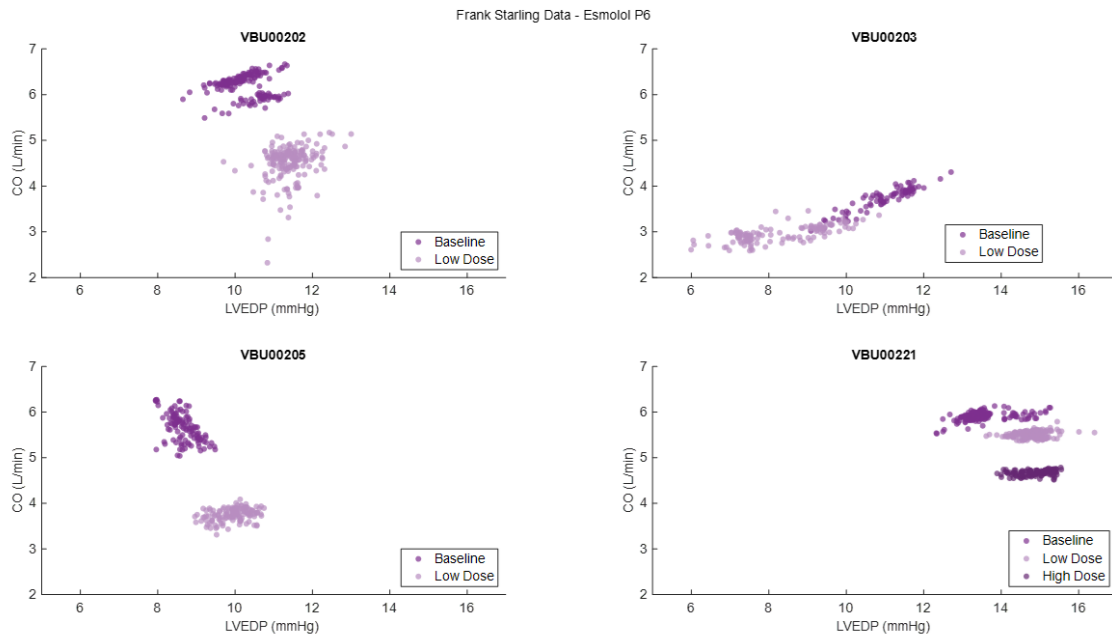 Frank Starling Data - Esmolol P6
VBU00202
7
6
5
4
3
2
CO (L/min)
6 8 10 12 14 16
LVEDP (mmHg)
Baseline
Low Dose
VBU00203
7
6
5
4
3
2
CO (L/min)
6 8 10 12 14 16
LVEDP (mmHg)
Baseline
Low Dose
VBU00205
7
6
5
4
3
2
CO (L/min)
6 8 10 12 14 16
LVEDP (mmHg)
Baseline
Low Dose
VBU00221
7
6
5
4
3
2
CO (L/min)
6 8 10 12 14 16
LVEDP (mmHg)
Baseline
Low Dose
High Dose